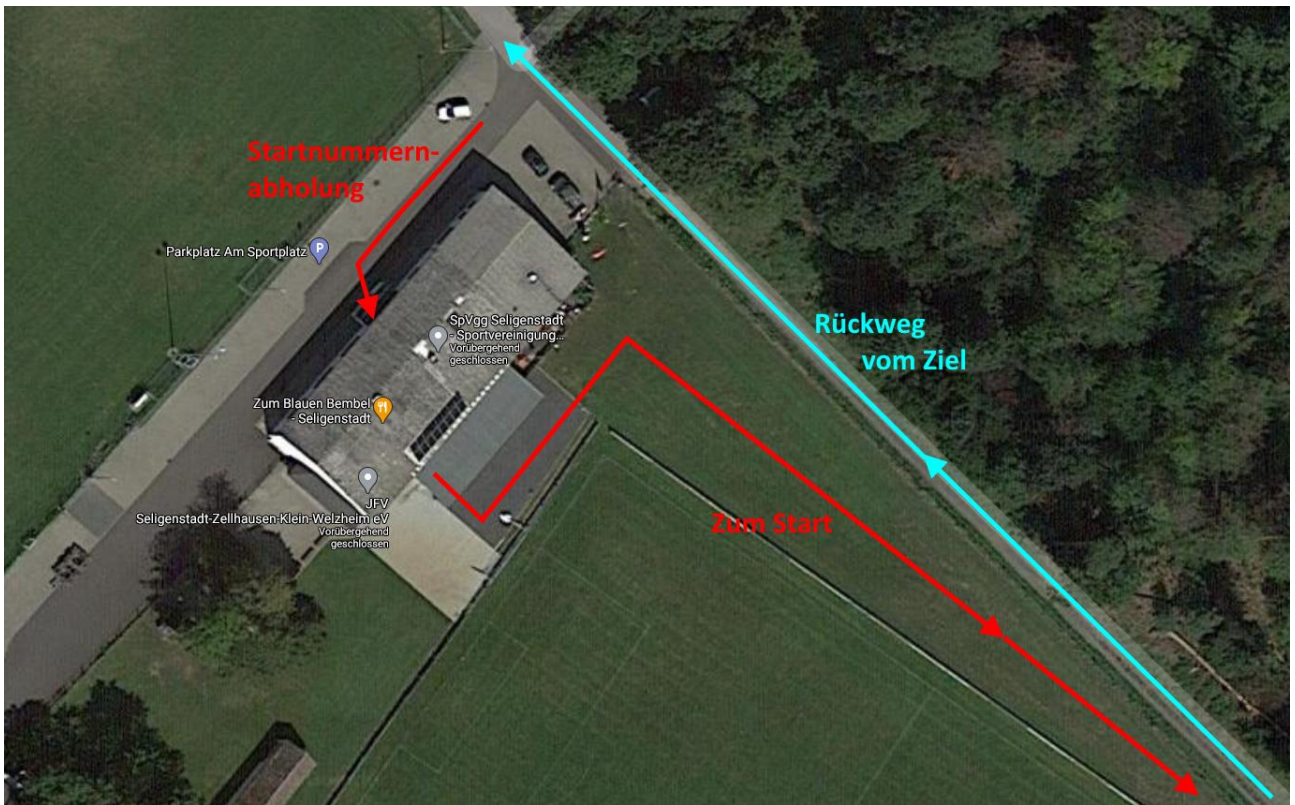 Startnummern-
abholung
Parkplatz Am Sportplatz
P
SpVgg Seligenstadt
- Sportvereinigung...
Vorübergehend
geschlossen
Rückweg
vom Ziel
Zum Blauen Bembel
- Seligenstadt
JFV
Seligenstadt-Zellhausen-Klein-Welzheim eV
Vorübergehend
geschlossen
Zum Start